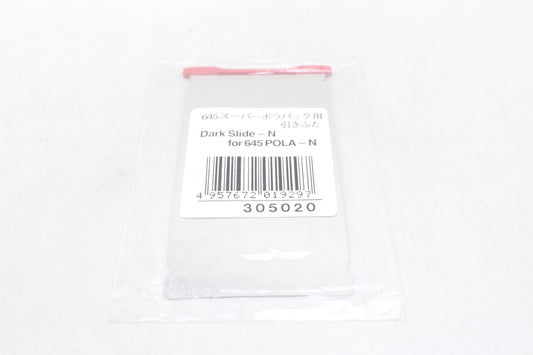 645スーパーポラパック用
引きぶた
Dark Slide – N
for 645 POLA – N
4 957672 019297
305020